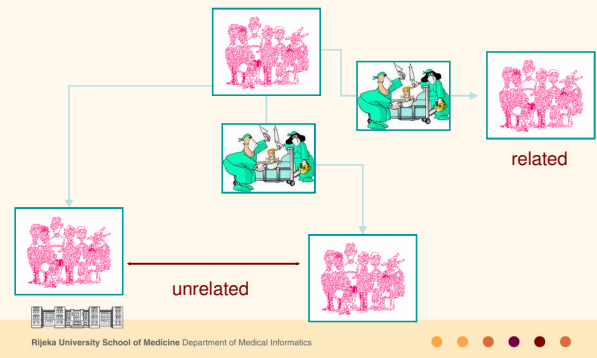 related
unrelated
Rijeka University School of Medicine Department of Medical Informatics